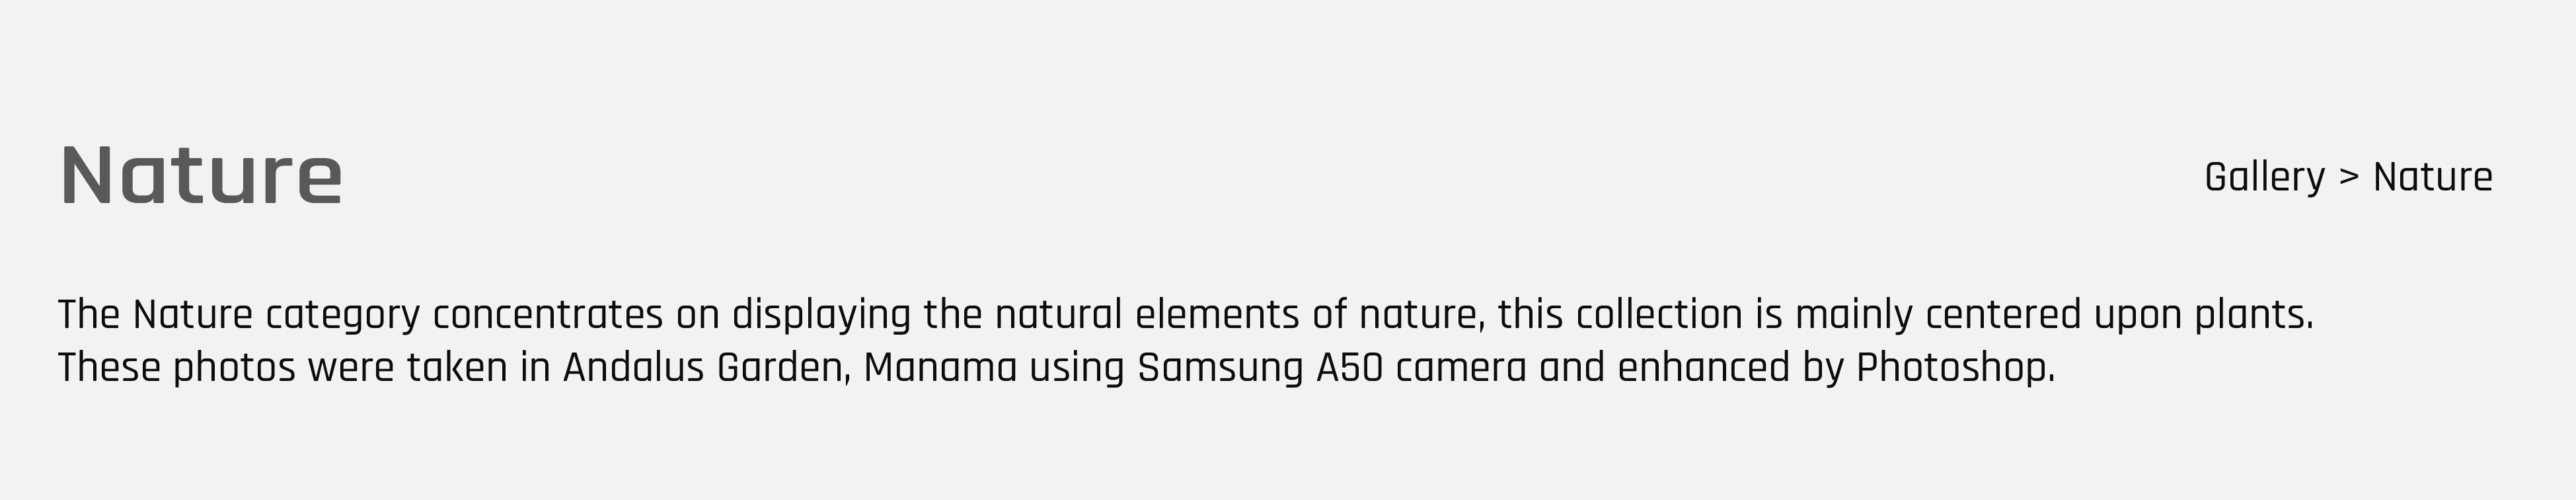 Nature
Gallery > Nature
The Nature category concentrates on displaying the natural elements of nature, this collection is mainly centered upon plants.
These photos were taken in Andalus Garden, Manama using Samsung A50 camera and enhanced by Photoshop.